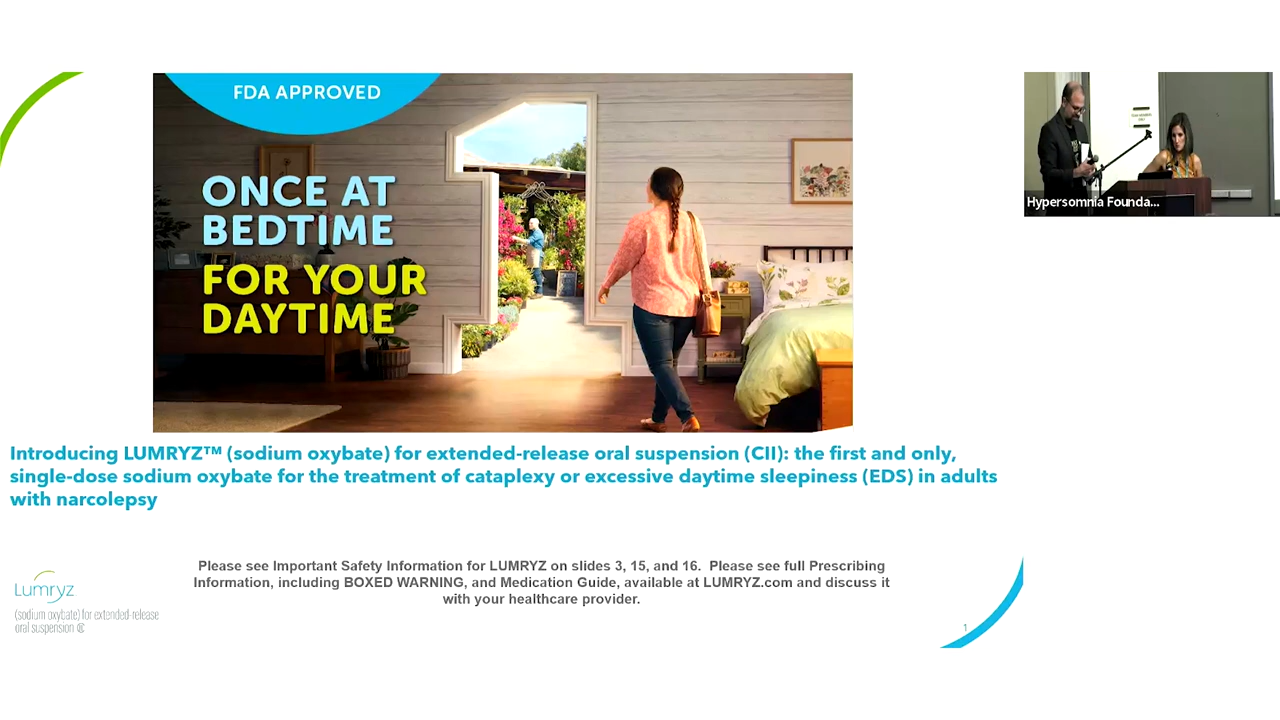 FDA APPROVED
ONCE AT
BEDTIME
FOR YOUR
DAYTIME
Hypersomnia Founda...
Introducing LUMRYZ™ (sodium oxybate) for extended-release oral suspension (CII): the first and only,
single-dose sodium oxybate for the treatment of cataplexy or excessive daytime sleepiness (EDS) in adults
with narcolepsy
Please see Important Safety Information for LUMRYZ on slides 3, 15, and 16. Please see full Prescribing
Information, including BOXED WARNING, and Medication Guide, available at LUMRYZ.com and discuss it
with your healthcare provider.
Lumryz
(sodium oxybate) for extended-release
oral suspension
1